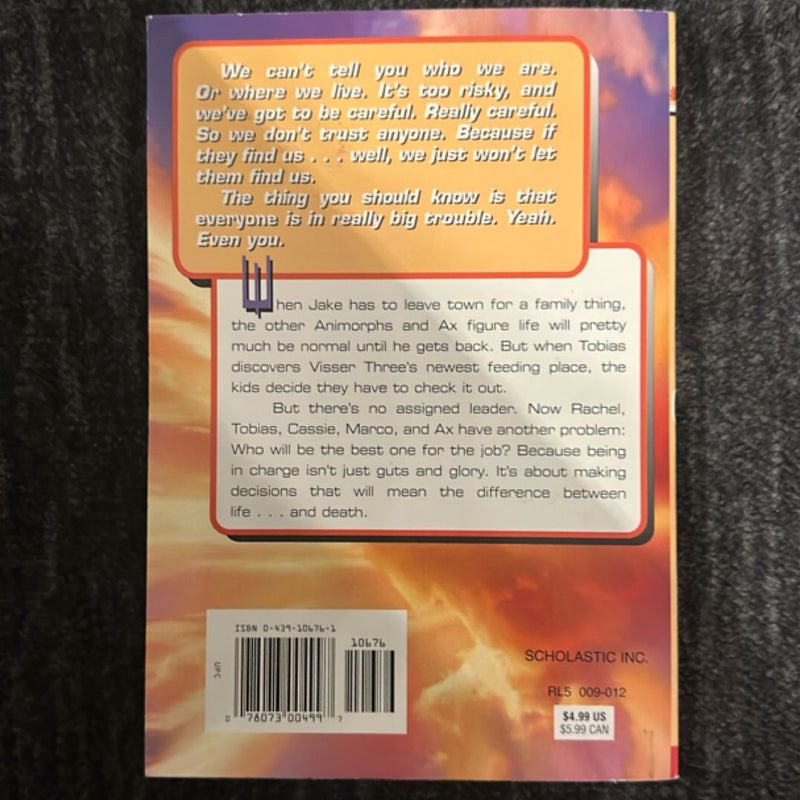 We can't tell you who we are.
Or where we live. It's too risky, and
we've got to be careful. Really careful.
So we don't trust anyone. Because if
they find us . . . well, we just won't let
them find us.
The thing you should know is that
everyone is in really big trouble. Yeah.
Even you.
When Jake has to leave town for a family thing,
the other Animorphs and Ax figure life will pretty
much be normal until he gets back. But when Tobias
discovers Visser Three's newest feeding place, the
kids decide they have to check it out.
But there's no assigned leader. Now Rachel,
Tobias, Cassie, Marco, and Ax have another problem:
Who will be the best one for the job? Because being
in charge isn't just guts and glory. It's about making
decisions that will mean the difference between
life . . . and death.
ISBN 0-439-10676-1
10676
UPC
0 78073 00499 7
SCHOLASTIC INC.
RL5 009-012
$4.99 US
$5.99 CAN